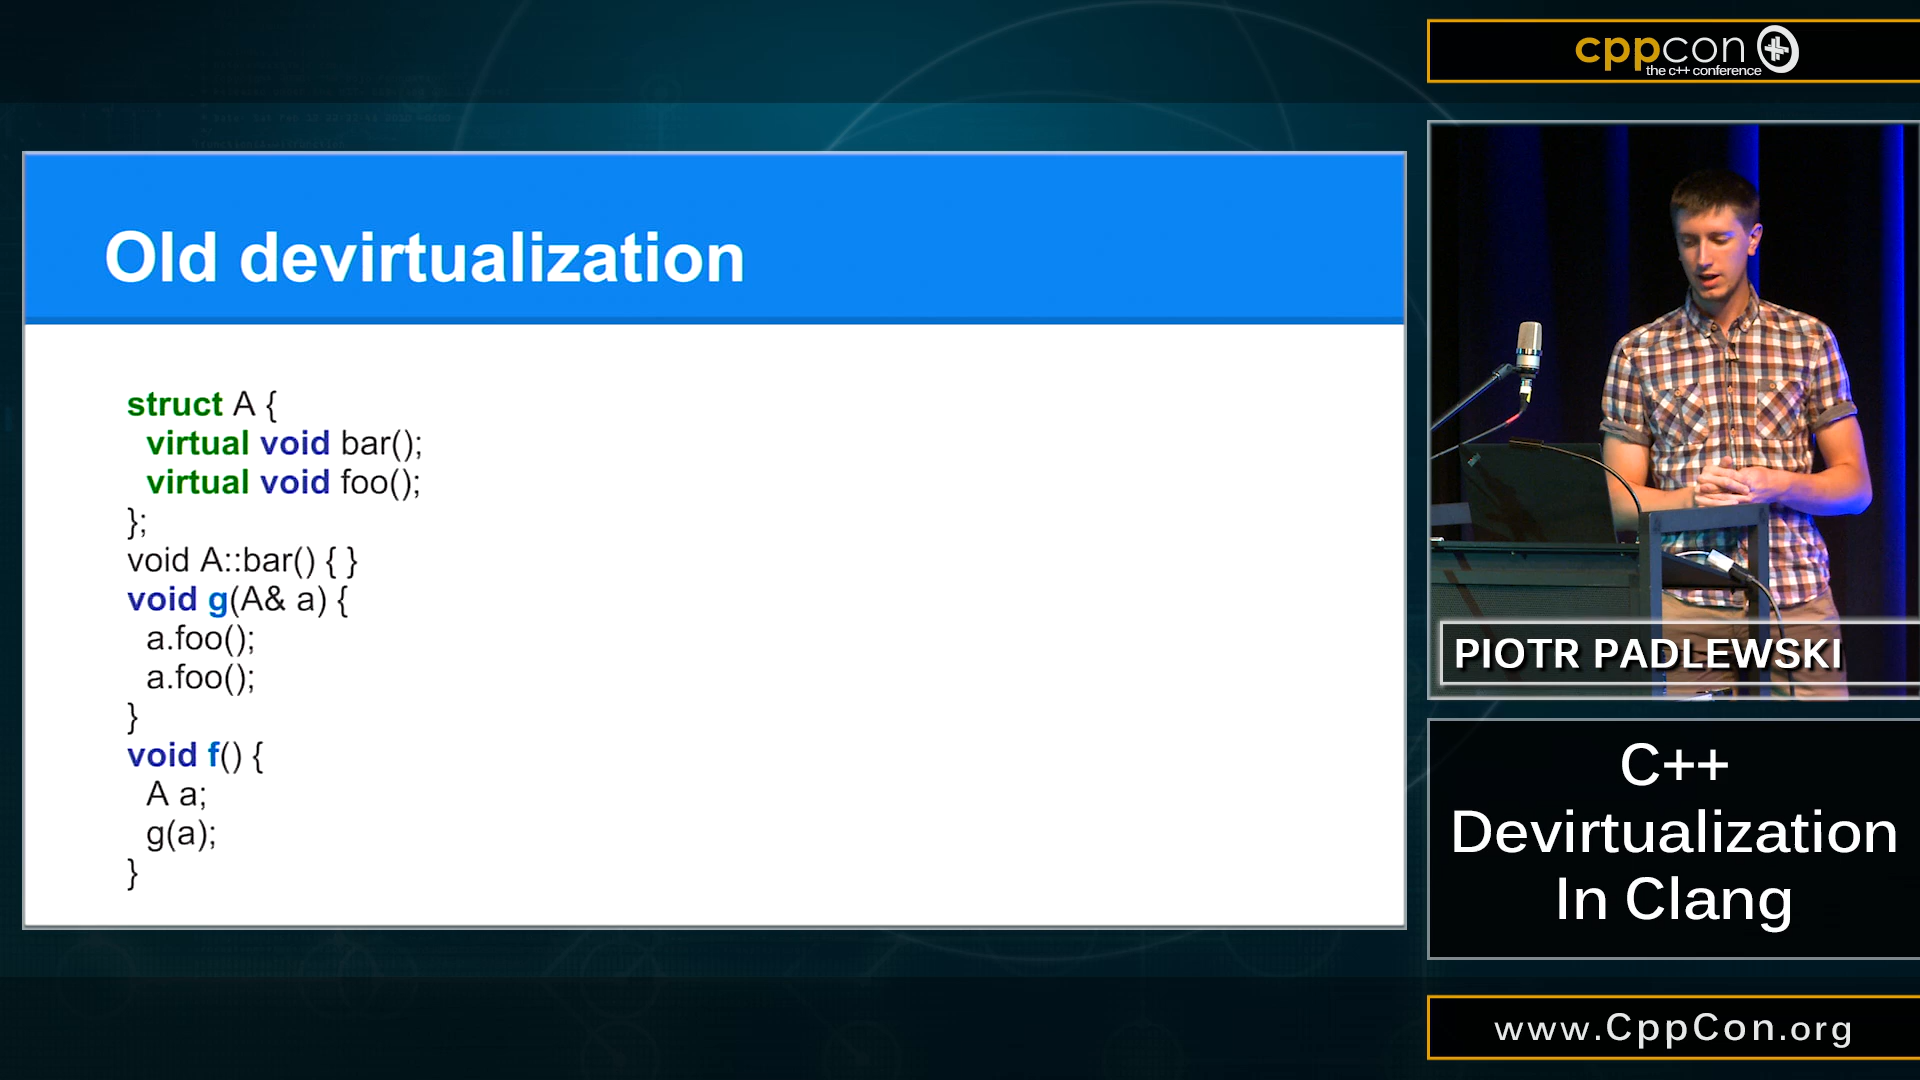 cppcon
the c++ conference
Old devirtualization
struct A {
virtual void bar();
virtual void foo();
};
void A::bar() { }
void g(A& a) {
a.foo();
a.foo();
}
void f() {
A a;
g(a);
}
PIOTR PADLEWSKI
C++
Devirtualization
In Clang
www.CppCon.org